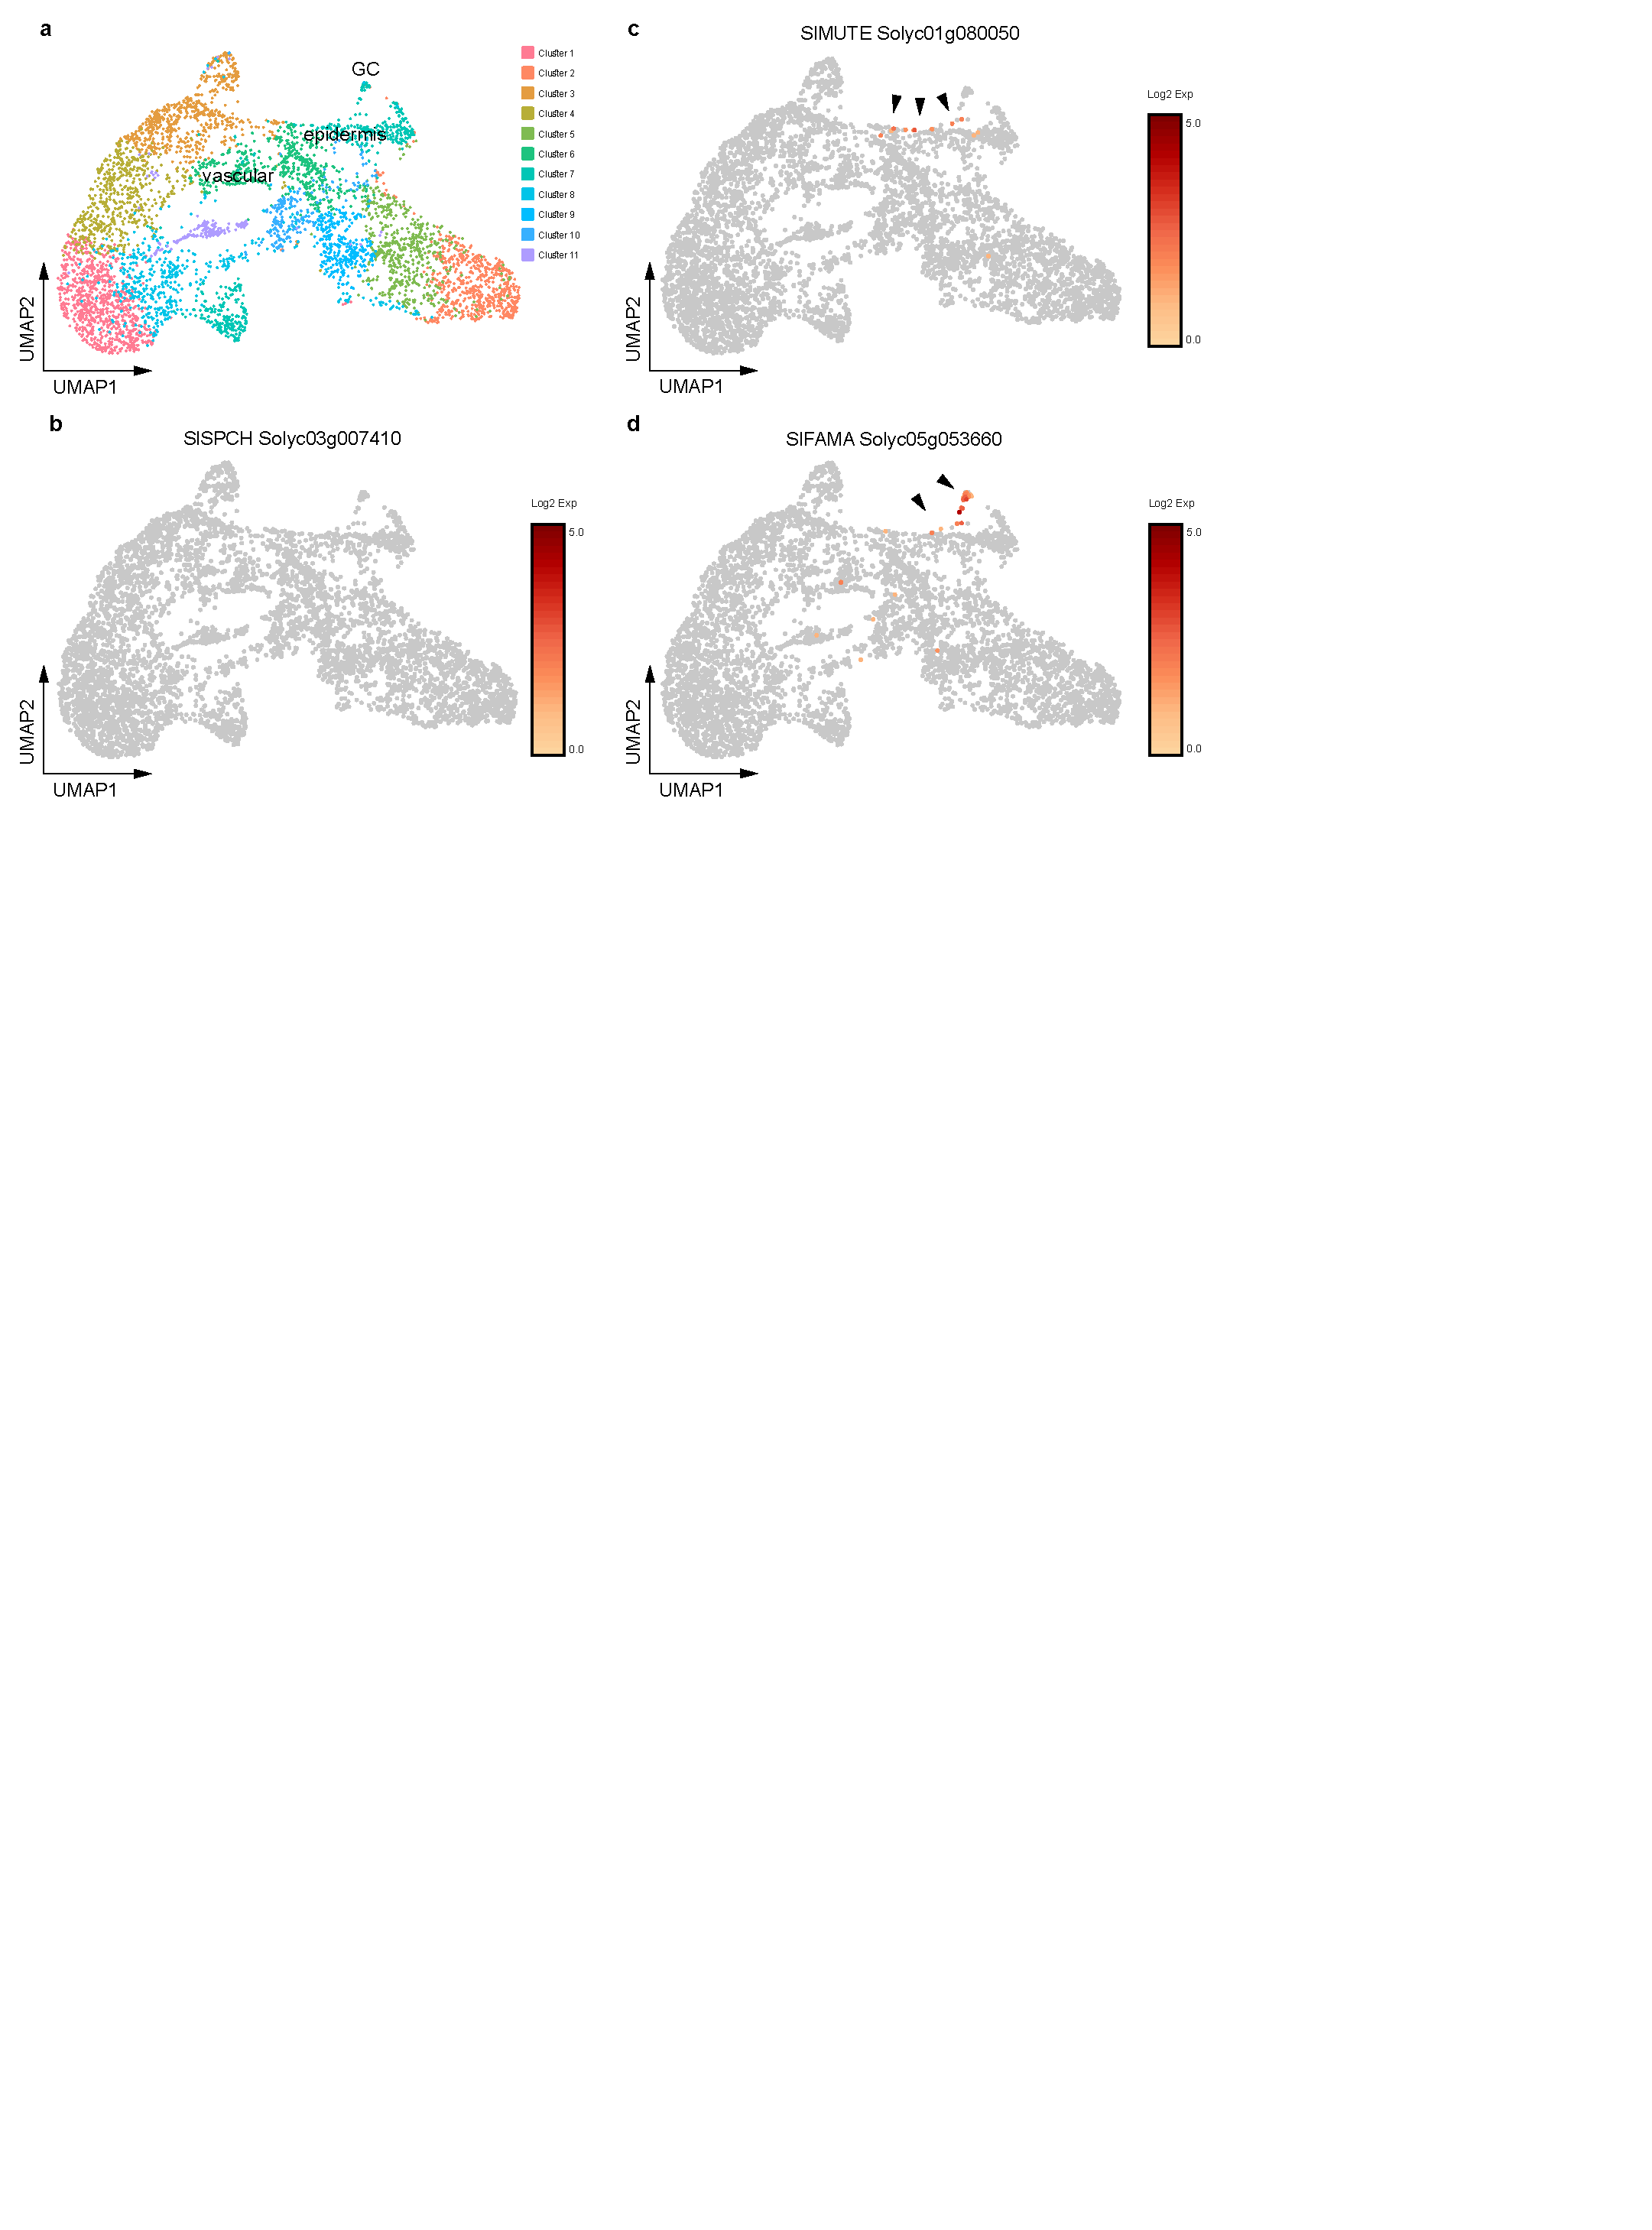 a
GC
epidermis
vascular
Cluster 1
Cluster 2
Cluster 3
Cluster 4
Cluster 5
Cluster 6
Cluster 7
Cluster 8
Cluster 9
Cluster 10
Cluster 11
UMAP2
UMAP1
c
SlMUTE Solyc01g080050
Log2 Exp
5.0
0.0
UMAP2
UMAP1
b
SlSPCH Solyc03g007410
Log2 Exp
5.0
0.0
UMAP2
UMAP1
d
SlFAMA Solyc05g053660
Log2 Exp
5.0
0.0
UMAP2
UMAP1